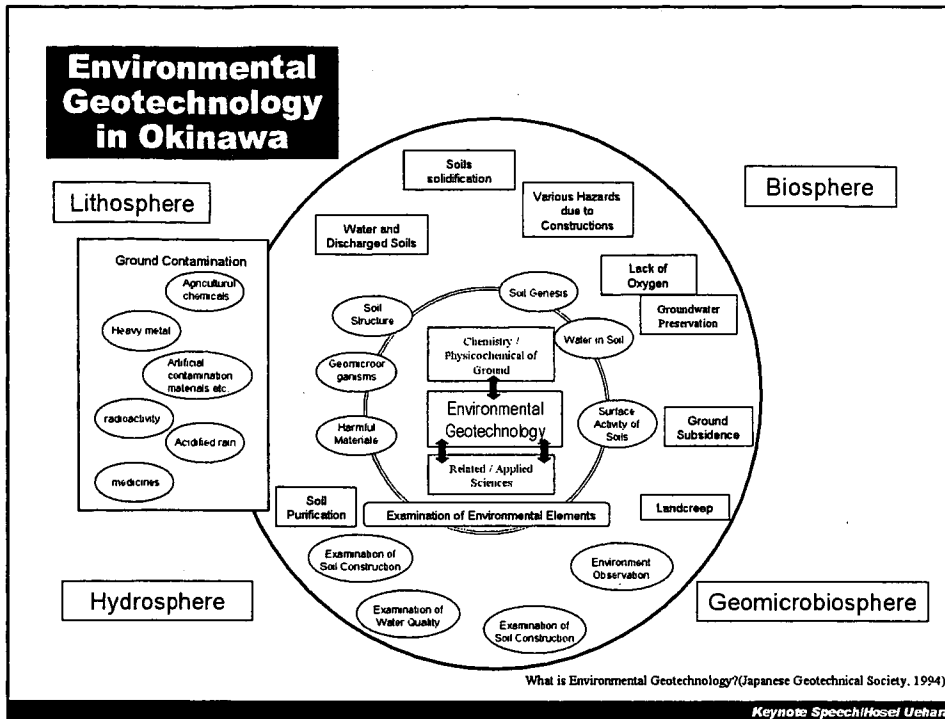 Environmental
Geotechnology
in Okinawa
Lithosphere
Biosphere
Soils
solidification
Various Hazards
due to
Constructions
Water and
Discharged Soils
Ground Contamination
Agricultural
chemicals
Heavy metal
Artificial
contamination
materials etc.
radioactivity
Acidified rain
medicines
Lack of
Oxygen
Groundwater
Preservation
Soil Genesis
Soil
Structure
Water in Soil
Chemistry /
Physicochemical of
Ground
Geomicroor
ganisms
Environmental
Geotechnology
Surface
Activity of
Soils
Ground
Subsidence
Harmful
Materials
Related / Applied
Sciences
Soil
Purification
Examination of Environmental Elements
Landcreep
Examination of
Soil Construction
Environment
Observation
Hydrosphere
Geomicrobiosphere
Examination of
Water Quality
Examination of
Soil Construction
What is Environmental Geotechnology?(Japanese Geotechnical Society, 1994)
Keynote Speech/Hosei Uehar